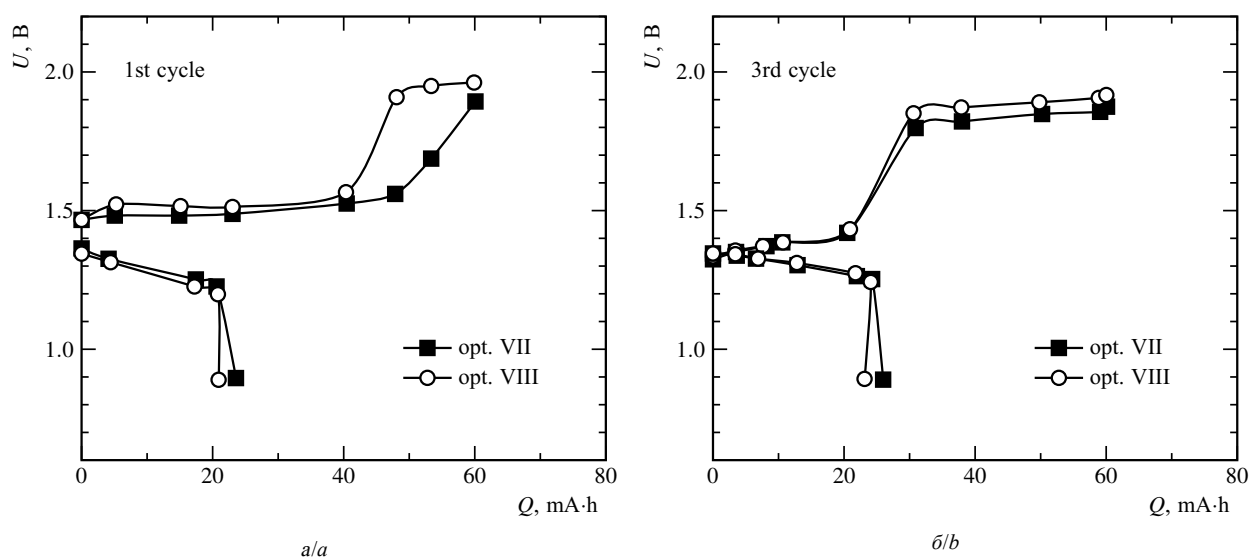 U, В
2.0
1st cycle
1.5
1.0
opt. VII
opt. VIII
0
20
40
60
80
Q, mA·h
а/a
U, В
2.0
3rd cycle
1.5
1.0
opt. VII
opt. VIII
0
20
40
60
80
Q, mA·h
б/b